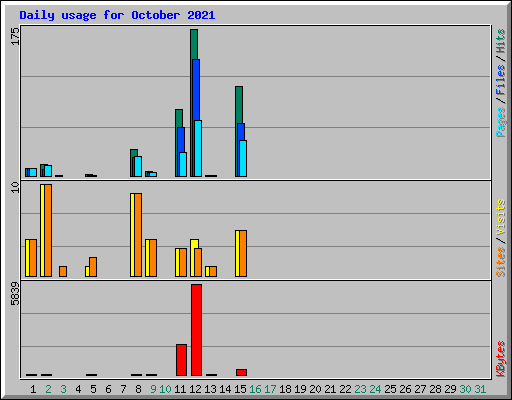 Daily usage for October 2021
175
Pages / Files / Hits
10
Sites / Visits
5839
KBytes
1 2 3 4 5 6 7 8 9 10 11 12 13 14 15 16 17 18 19 20 21 22 23 24 25 26 27 28 29 30 31